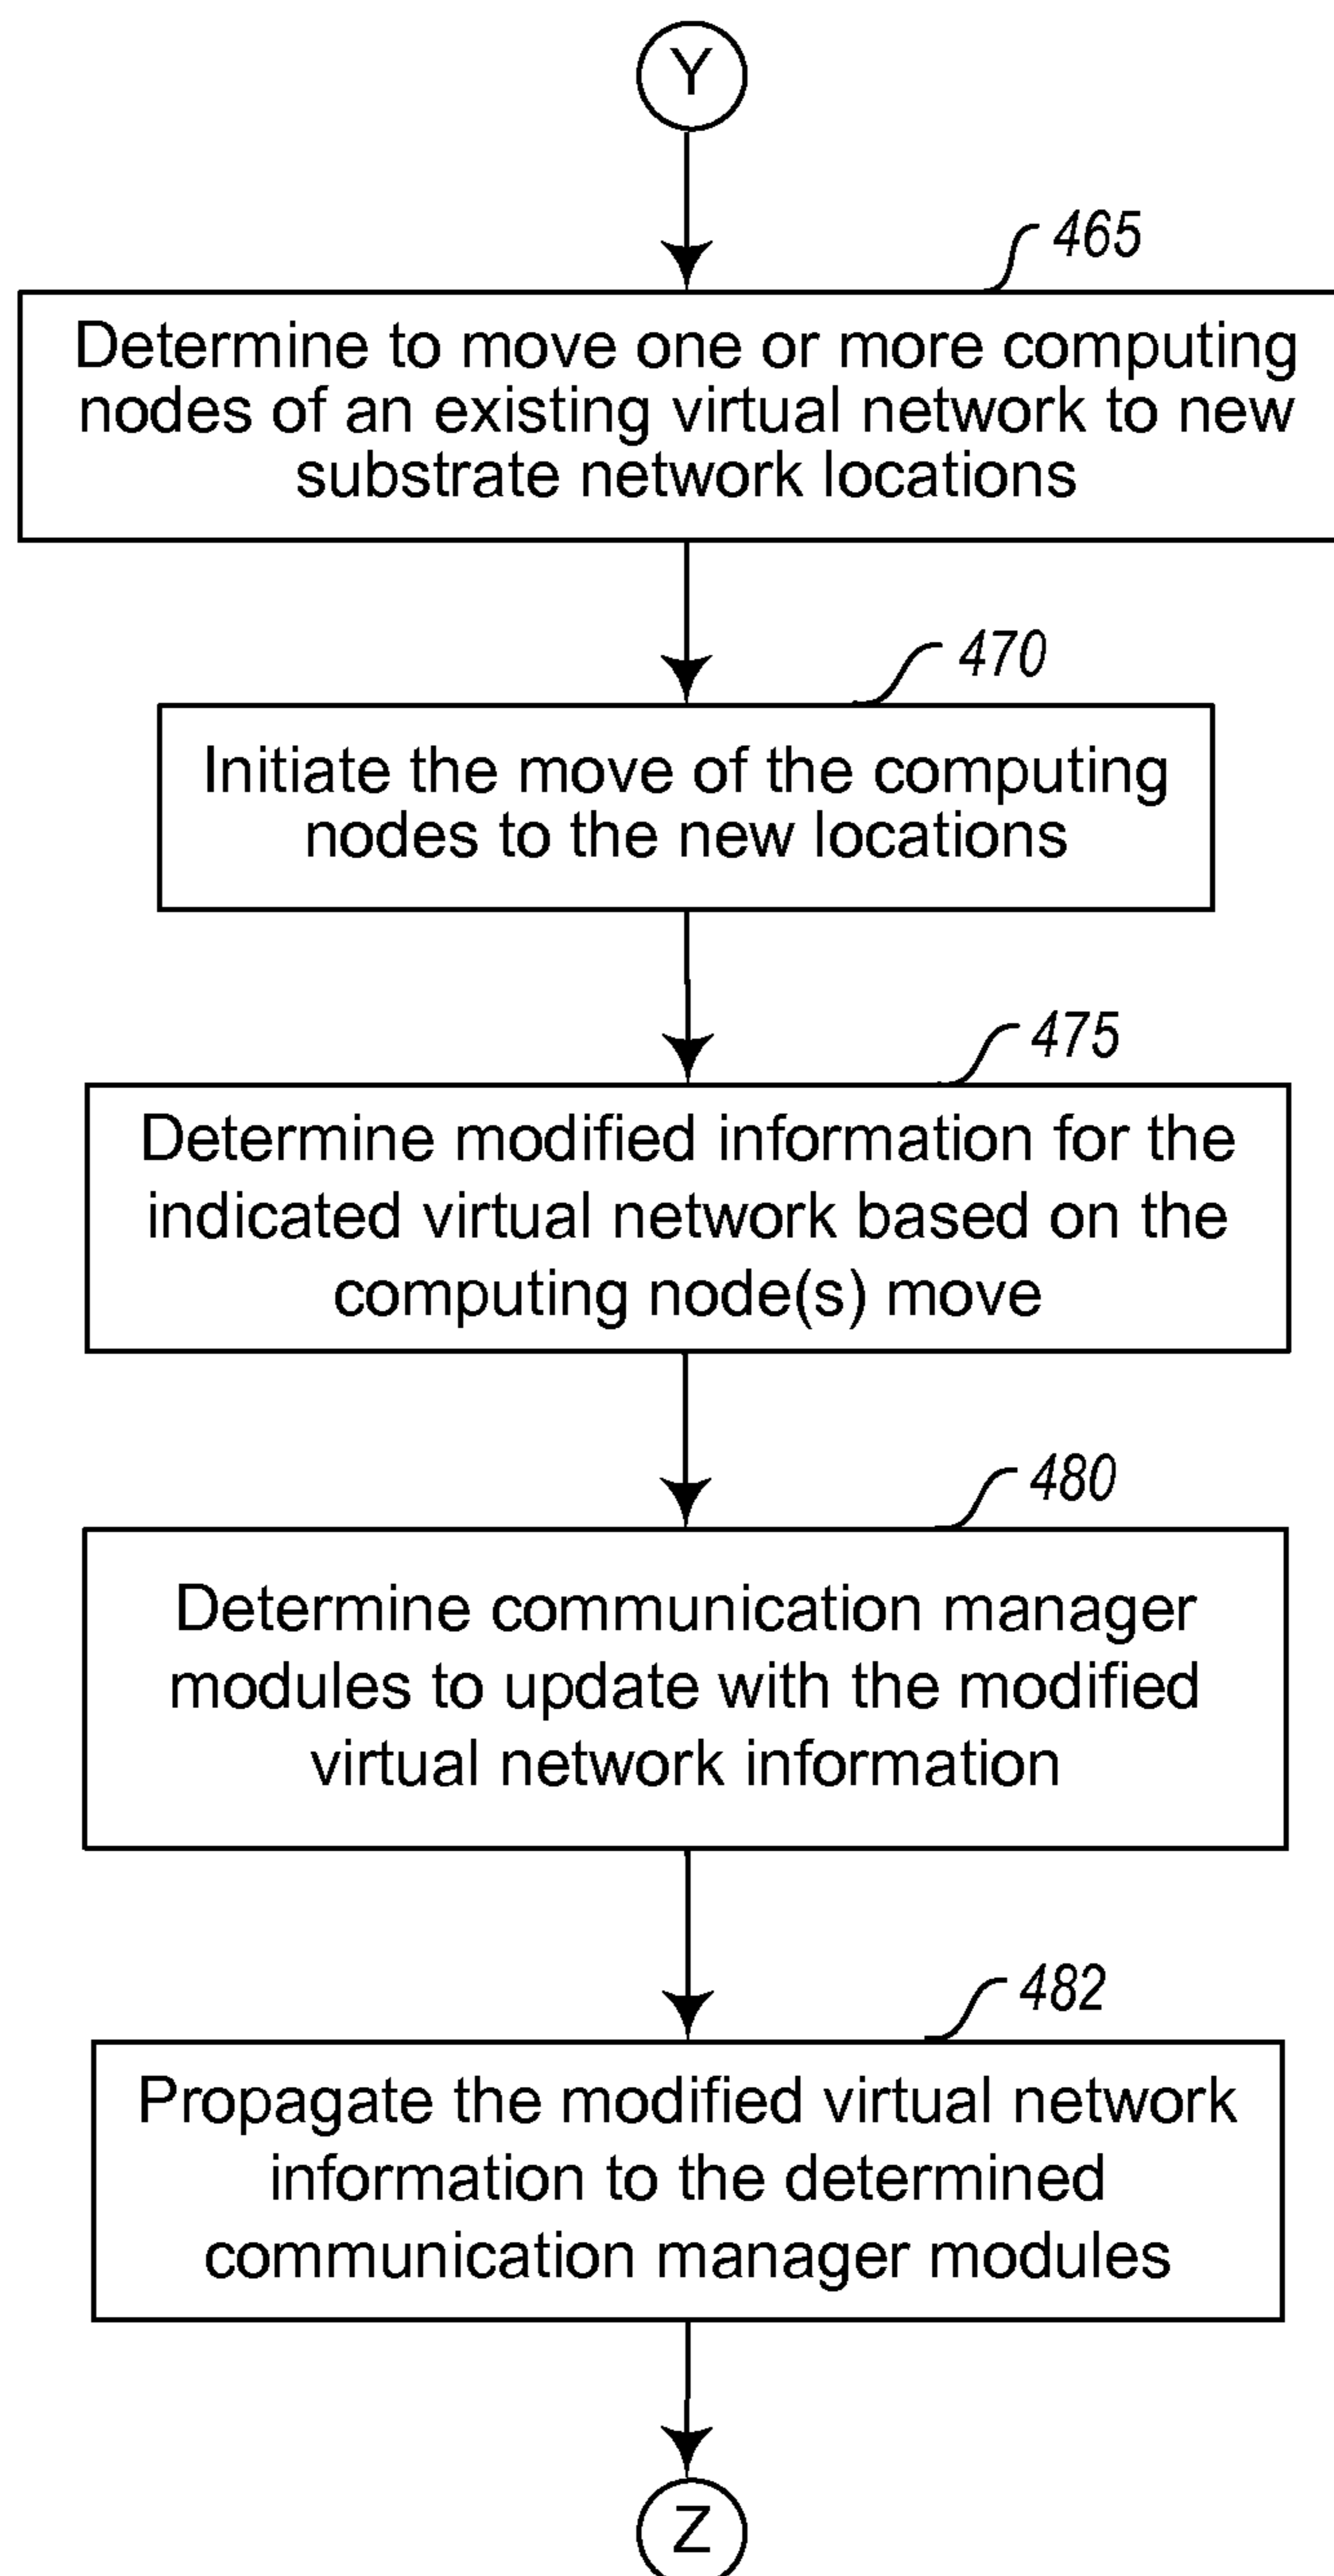 Y
465
Determine to move one or more computing
nodes of an existing virtual network to new
substrate network locations
470
Initiate the move of the computing
nodes to the new locations
475
Determine modified information for the
indicated virtual network based on the
computing node(s) move
480
Determine communication manager
modules to update with the modified
virtual network information
482
Propagate the modified virtual network
information to the determined
communication manager modules
Z